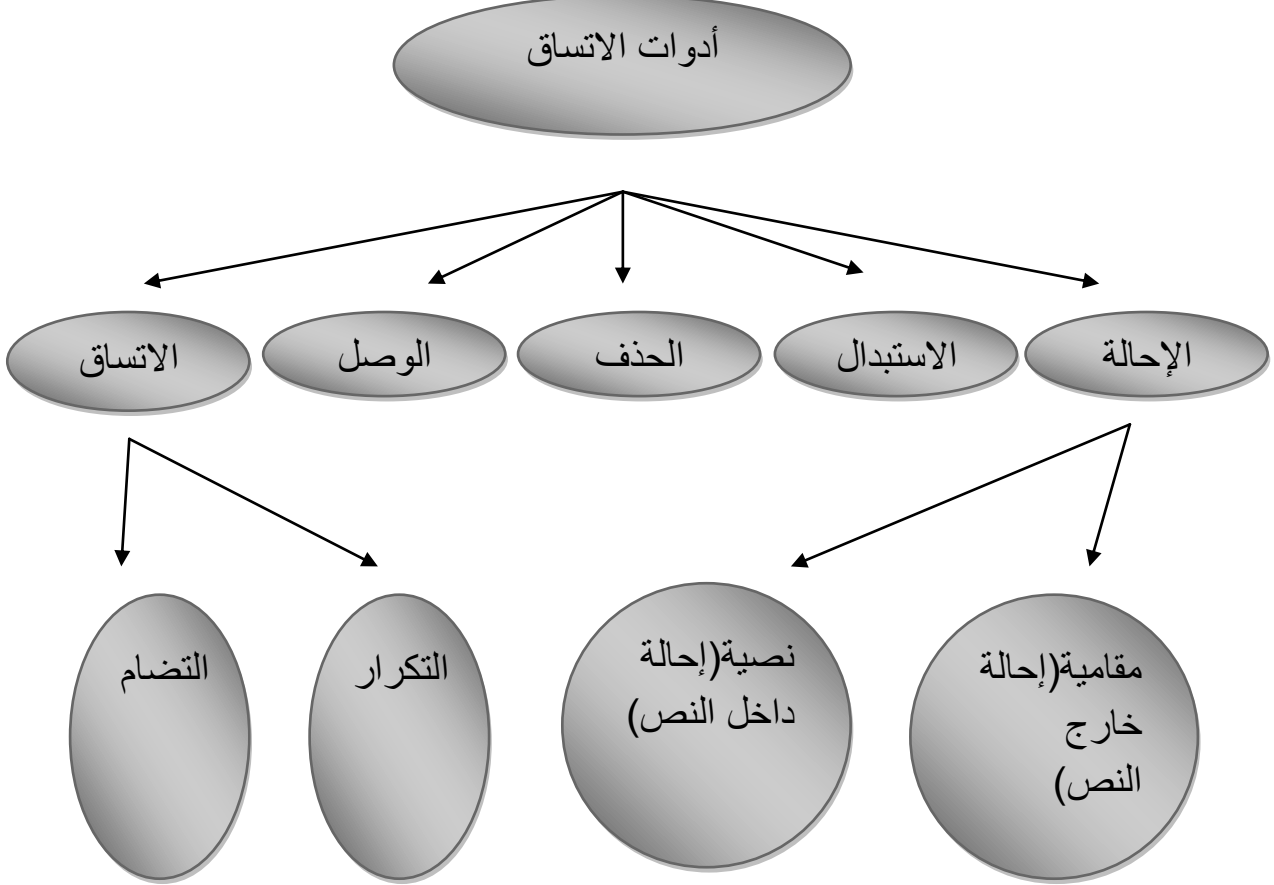 أدوات الاتساق
الإحالة
الاستبدال
الحذف
الوصل
الاتساق
مقامية(إحالة
خارج
النص)
نصية(إحالة
داخل النص)
التكرار
التضام